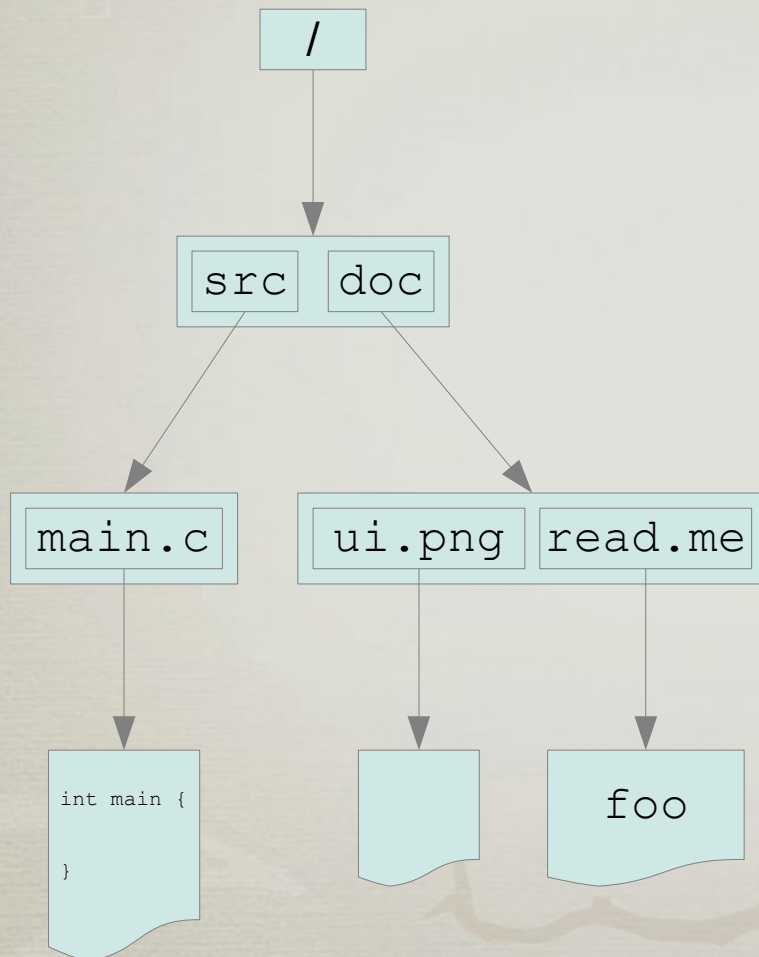 /
src doc
main.c ui.png read.me
int main {
foo
}